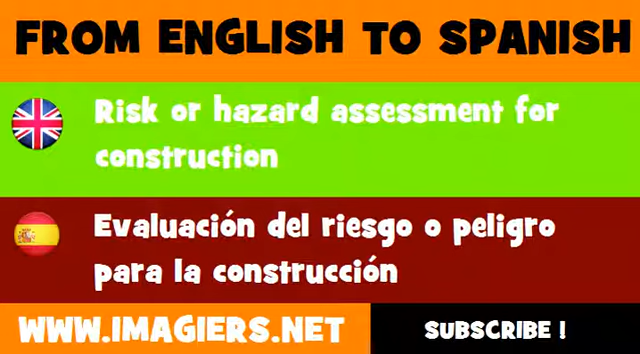 FROM ENGLISH TO SPANISH
Risk or hazard assessment for
construction
Evaluación del riesgo o peligro
para la construcción
WWW.IMAGIERS.NET
SUBSCRIBE !